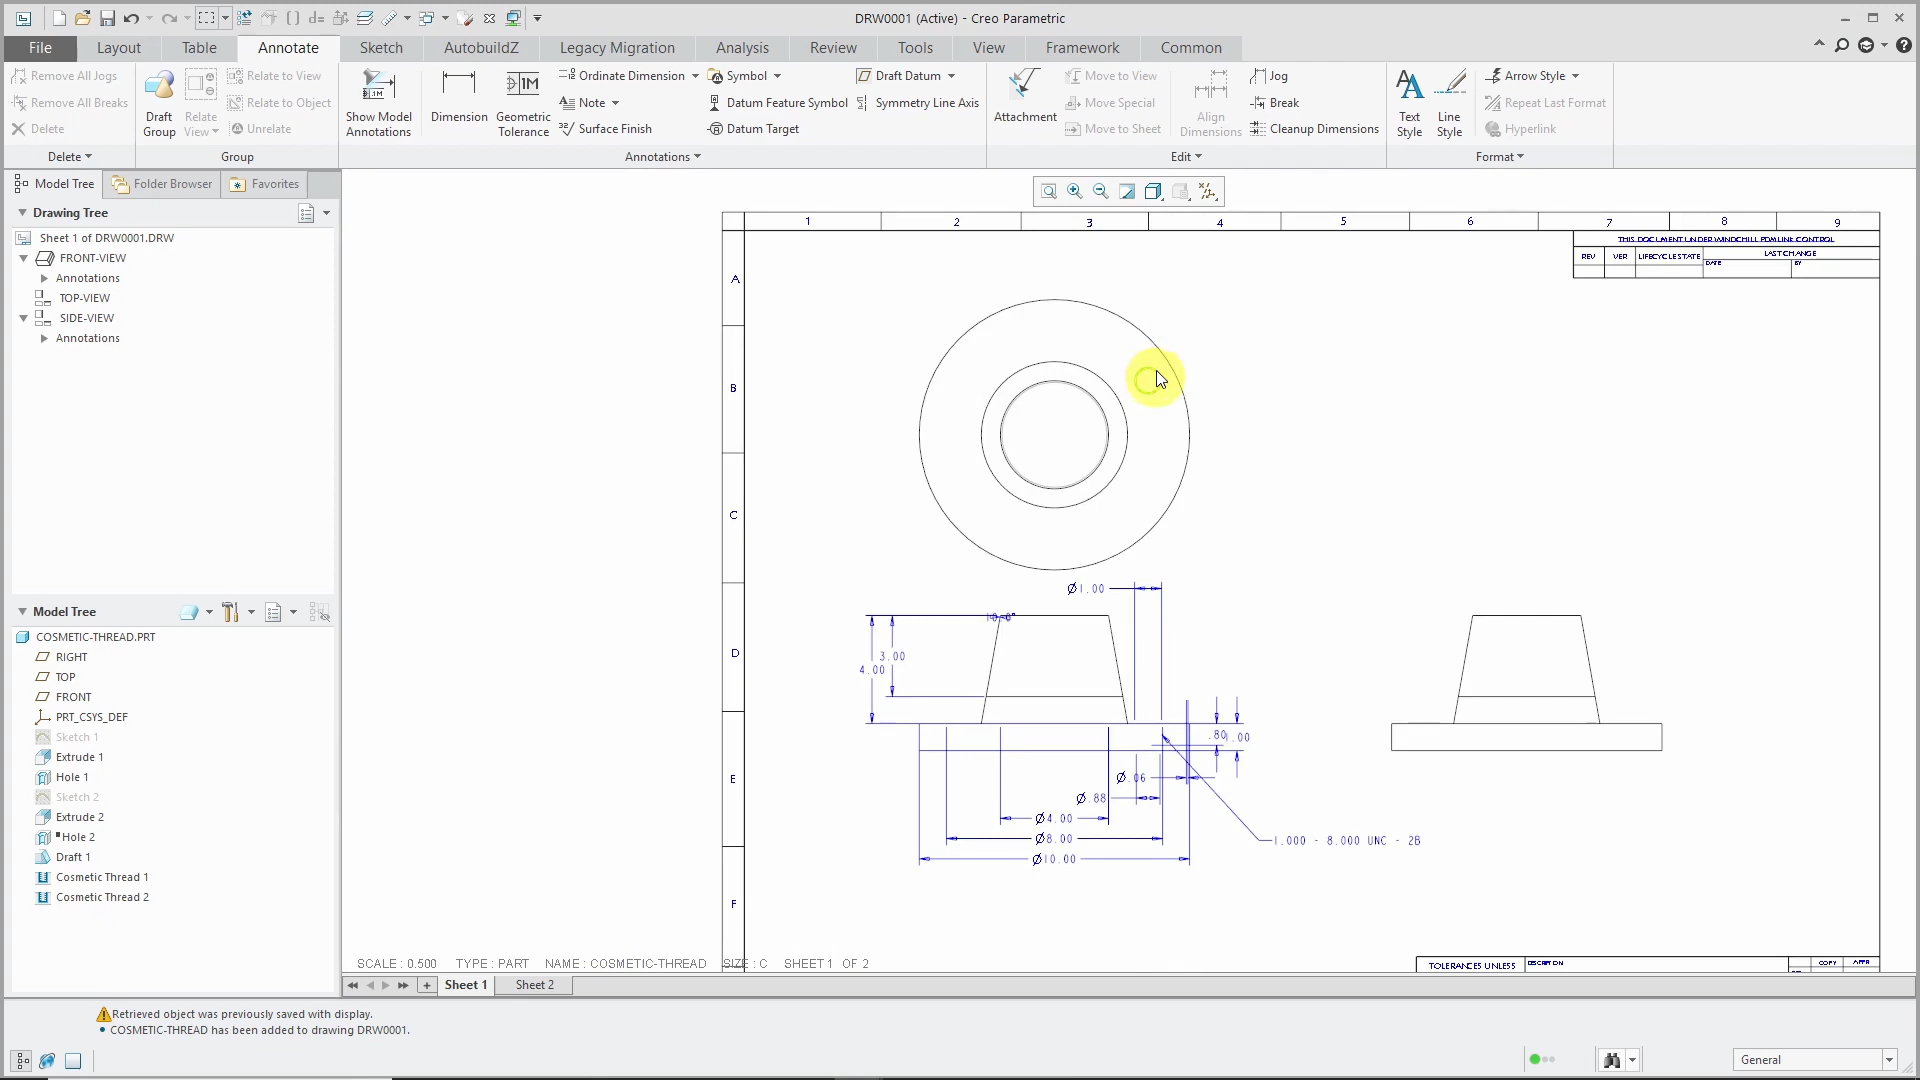 DRW0001 (Active) - Creo Parametric
File Layout Table Annotate Sketch AutobuildZ Legacy Migration Analysis Review Tools View Framework Common
Remove All Jogs
Remove All Breaks
Delete
Draft Group
Relate View
Relate to View
Relate to Object
Unrelate
Show Model Annotations
Dimension
Geometric Tolerance
Ordinate Dimension
Note
Surface Finish
Symbol
Datum Feature Symbol
Datum Target
Draft Datum
Symmetry Line Axis
Attachment
Move to View
Move Special
Move to Sheet
Align Dimensions
Jog
Break
Cleanup Dimensions
Text Style
Line Style
Arrow Style
Repeat Last Format
Hyperlink
Delete Group Annotations Edit Format
Model Tree Folder Browser Favorites
Drawing Tree
Sheet 1 of DRW0001.DRW
FRONT-VIEW
Annotations
TOP-VIEW
SIDE-VIEW
Annotations
Model Tree
COSMETIC-THREAD.PRT
RIGHT
TOP
FRONT
PRT_CSYS_DEF
Sketch 1
Extrude 1
Hole 1
Sketch 2
Extrude 2
Hole 2
Draft 1
Cosmetic Thread 1
Cosmetic Thread 2
1 2 3 4 5 6 7 8 9
A
B
C
D
E
F
THIS DOCUMENT UNDER WINDCHILL PDMLINK CONTROL
REV VER LIFECYCLE STATE LAST CHANGE
DATE BY
Ø1.00
3.00
4.00
.80
1.00
Ø.06
Ø.88
Ø4.00
Ø8.00
Ø10.00
1.000 - 8.000 UNC - 2B
TOLERANCES UNLESS
COPY APPR
SCALE : 0.500 TYPE : PART NAME : COSMETIC-THREAD SIZE : C SHEET 1 OF 2
Sheet 1 Sheet 2
Retrieved object was previously saved with display.
COSMETIC-THREAD has been added to drawing DRW0001.
General